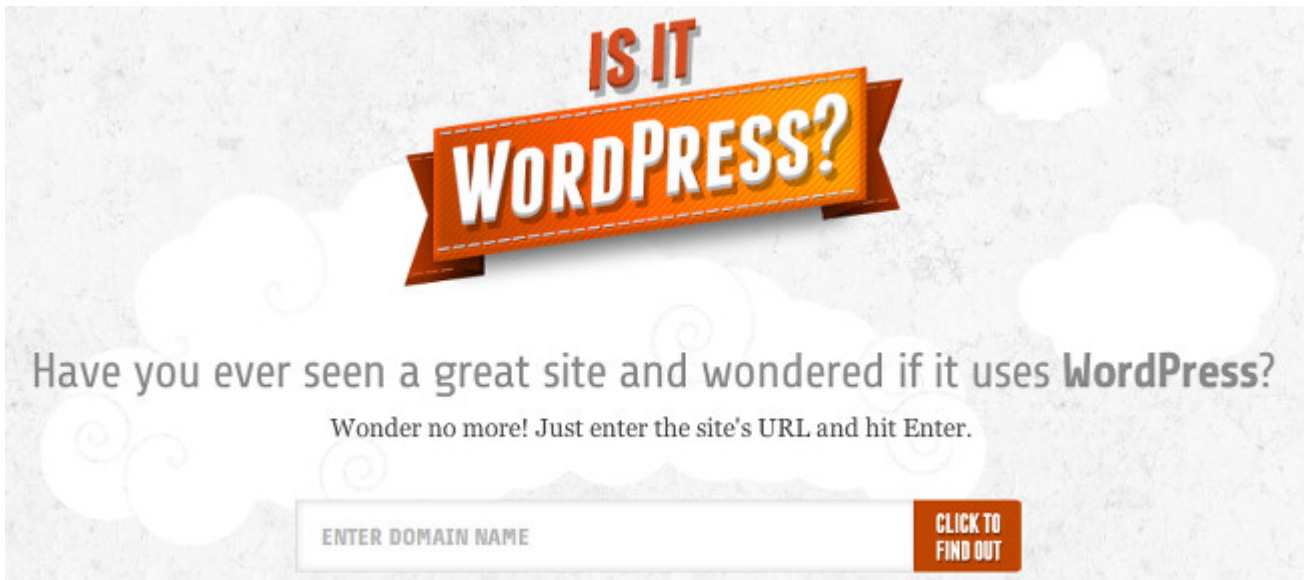 IS IT
WORDPRESS?
Have you ever seen a great site and wondered if it uses WordPress?
Wonder no more! Just enter the site's URL and hit Enter.
ENTER DOMAIN NAME
CLICK TO
FIND OUT